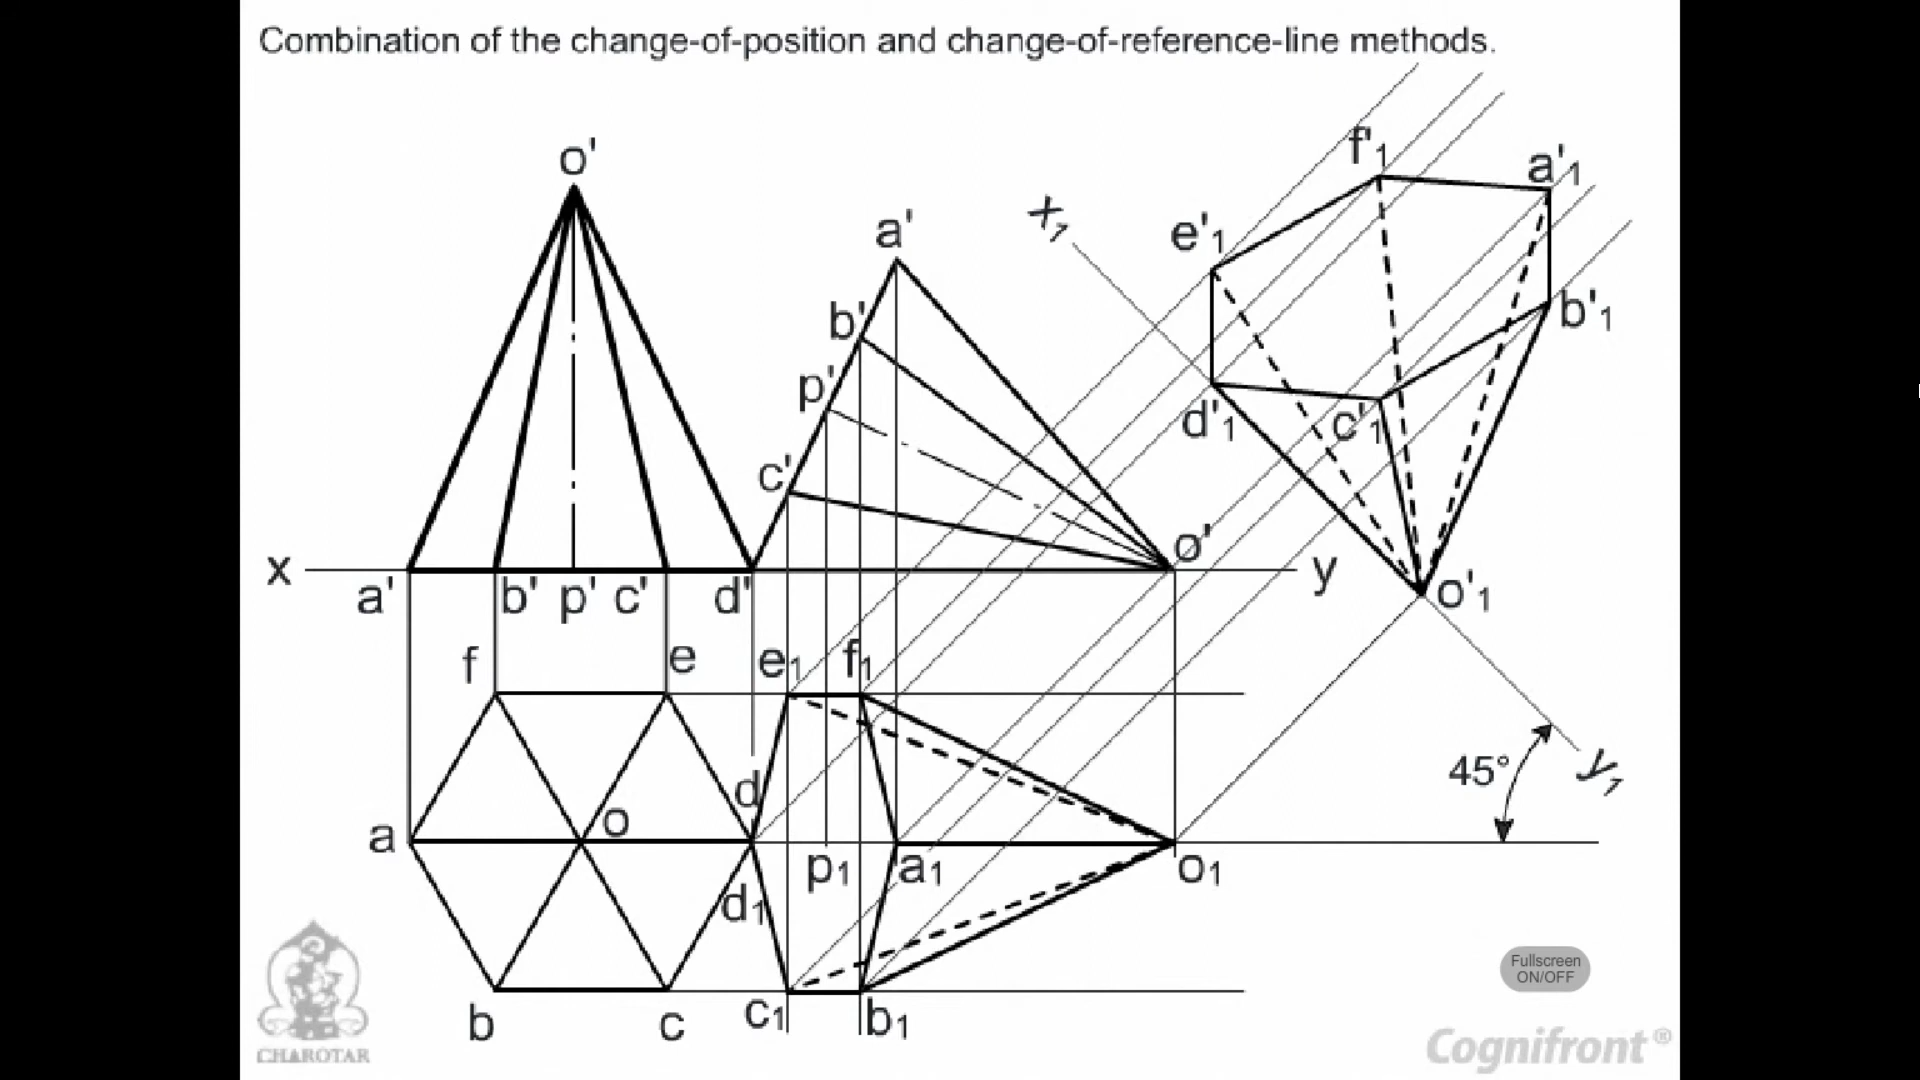 Combination of the change-of-position and change-of-reference-line methods.
o'
a'
b'
p'
c'
o'
x
a' b' p' c' d'
y
x₁
f'₁
a'₁
e'₁
b'₁
d'₁
c'₁
o'₁
f e e₁ f₁
a o d
p₁ a₁ o₁
d₁
b c c₁ b₁
45°
y₁
Fullscreen
ON/OFF
CHAROTAR
Cognifront®